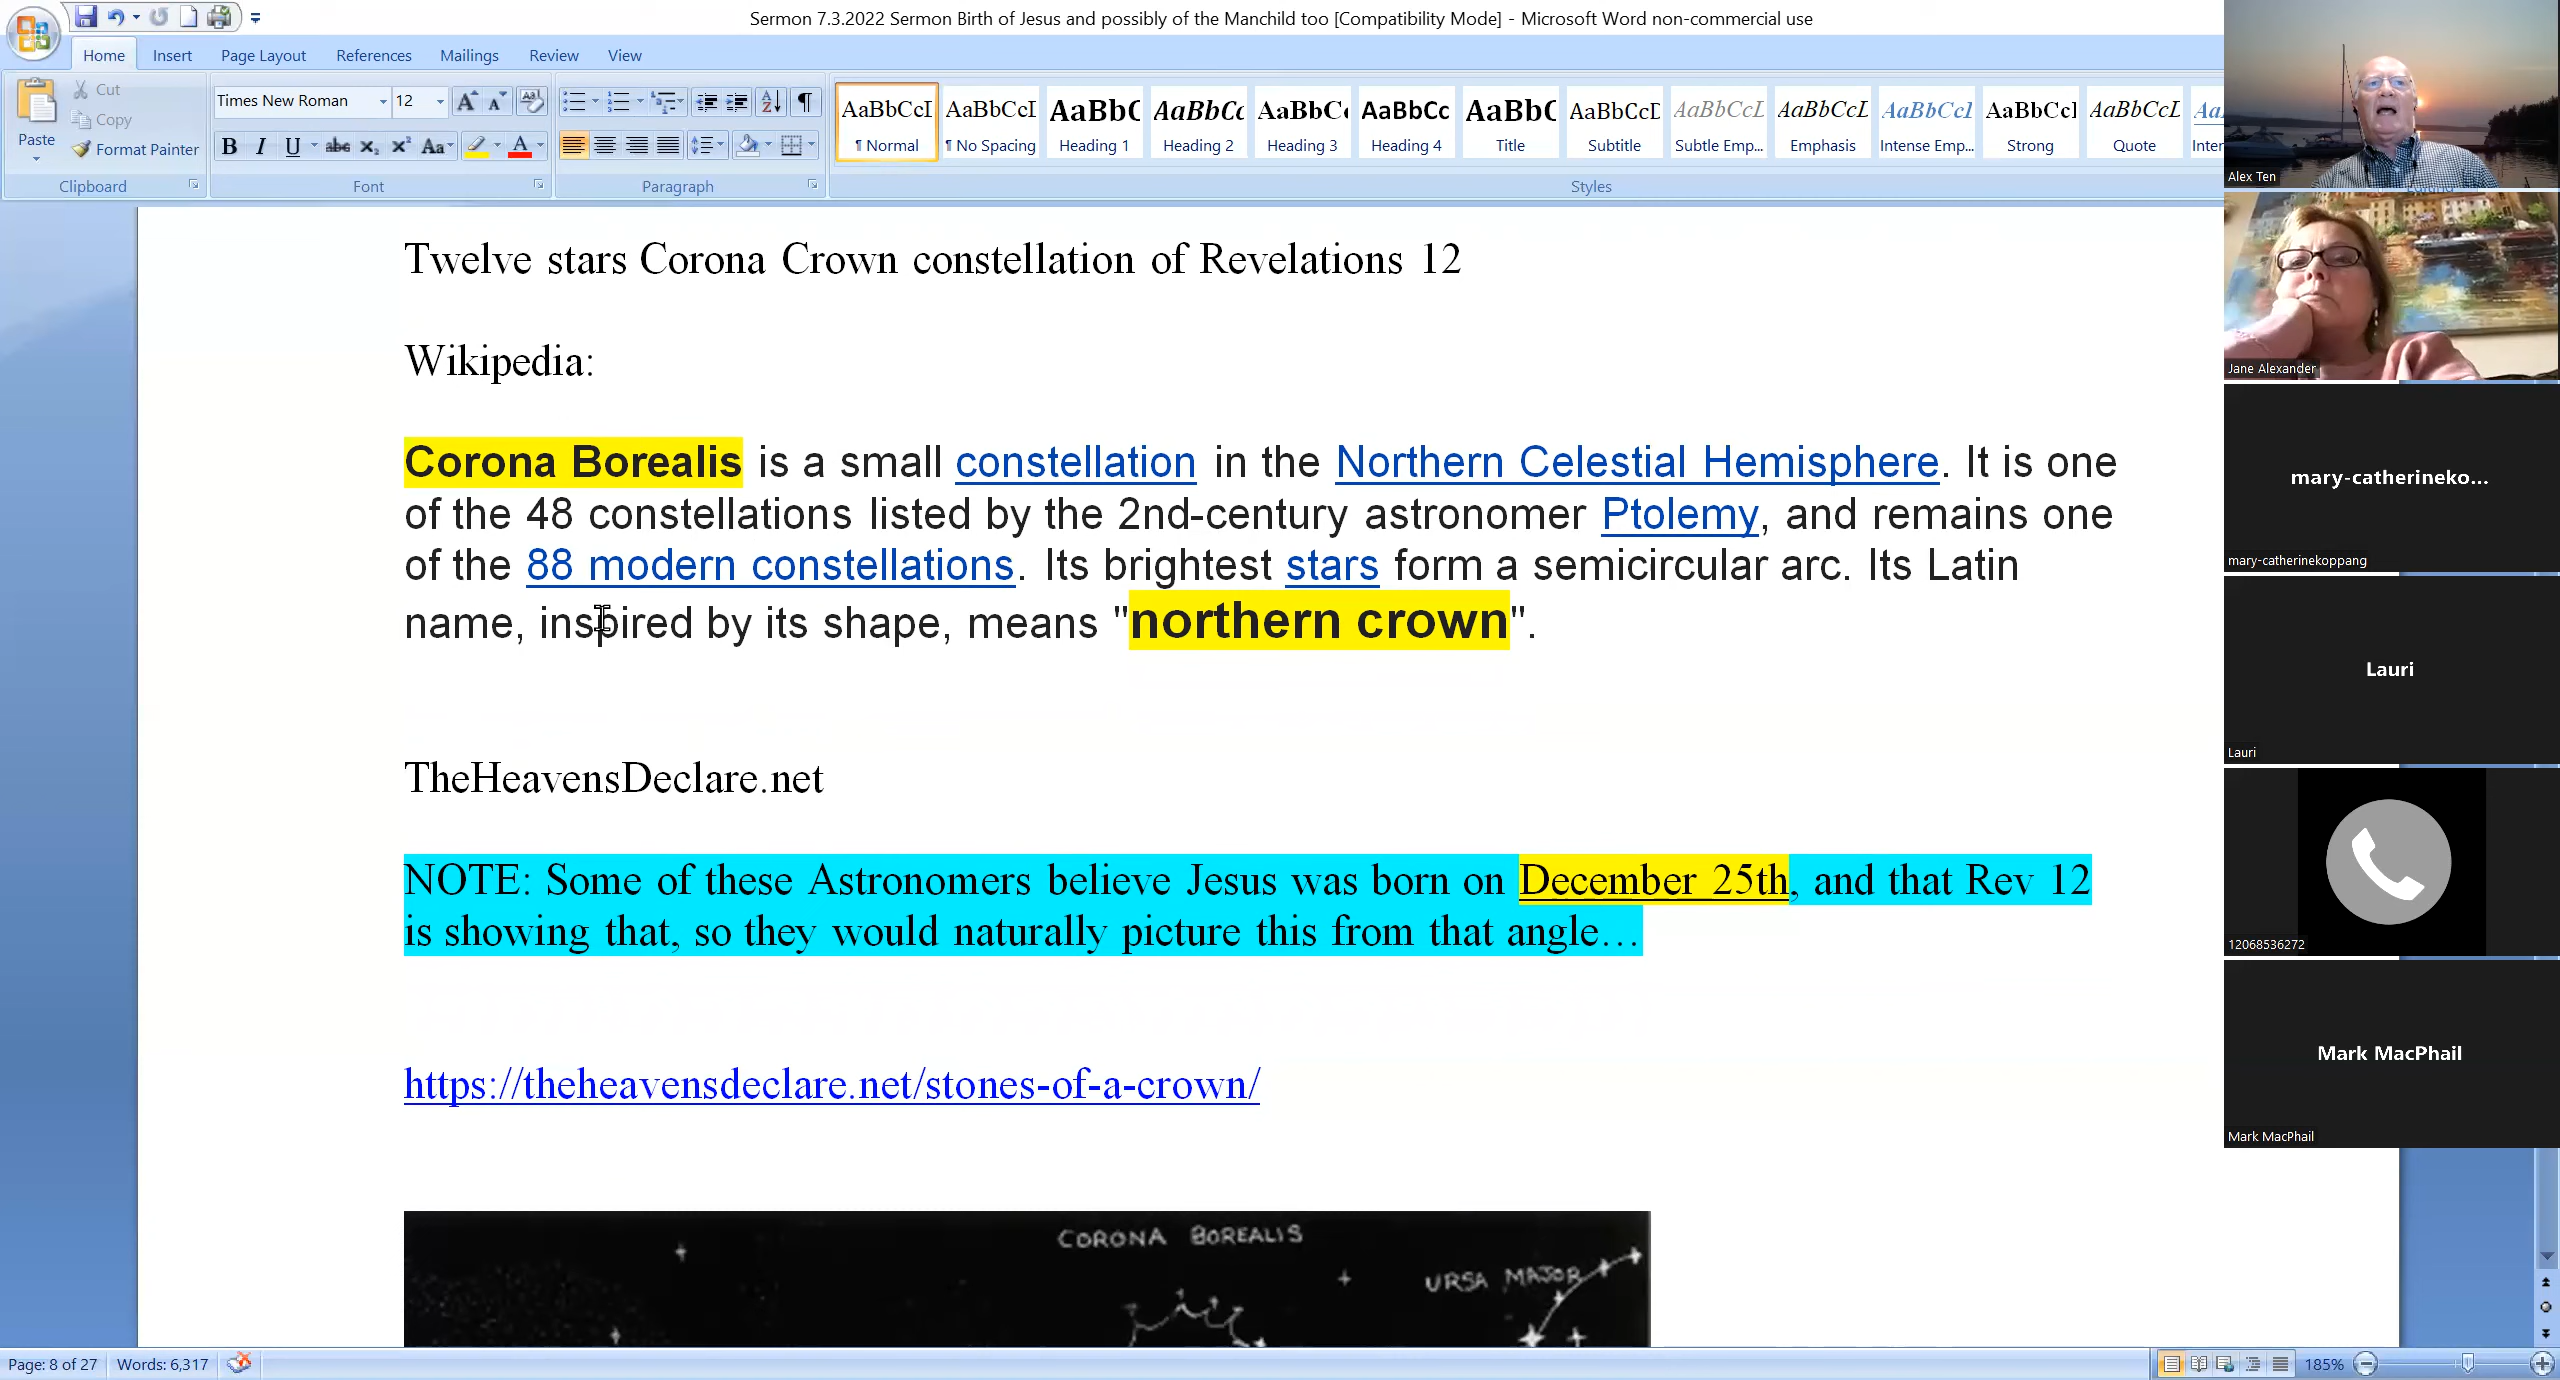 Sermon 7.3.2022 Sermon Birth of Jesus and possibly of the Manchild too [Compatibility Mode] - Microsoft Word non-commercial use
Home Insert Page Layout References Mailings Review View
Paste
Cut
Copy
Format Painter
Clipboard
Times New Roman 12
Font
Paragraph
AaBbCcI AaBbCcI AaBbC AaBbCc AaBbC AaBbCc AaBbC AaBbCcD AaBbCcL AaBbCcL AaBbCcI AaBbCcI AaBbCcL Aa
¶ Normal ¶ No Spacing Heading 1 Heading 2 Heading 3 Heading 4 Title Subtitle Subtle Emp... Emphasis Intense Emp... Strong Quote Inter
Styles
Twelve stars Corona Crown constellation of Revelations 12
Wikipedia:
Corona Borealis is a small constellation in the Northern Celestial Hemisphere. It is one
of the 48 constellations listed by the 2nd-century astronomer Ptolemy, and remains one
of the 88 modern constellations. Its brightest stars form a semicircular arc. Its Latin
name, inspired by its shape, means "northern crown".
TheHeavensDeclare.net
NOTE: Some of these Astronomers believe Jesus was born on December 25th, and that Rev 12
is showing that, so they would naturally picture this from that angle…
https://theheavensdeclare.net/stones-of-a-crown/
CORONA BOREALIS
URSA MAJOR
Page: 8 of 27 Words: 6,317
185%
Alex Ten
Jane Alexander
mary-catherineko...
mary-catherinekoppang
Lauri
Lauri
12068536272
Mark MacPhail
Mark MacPhail